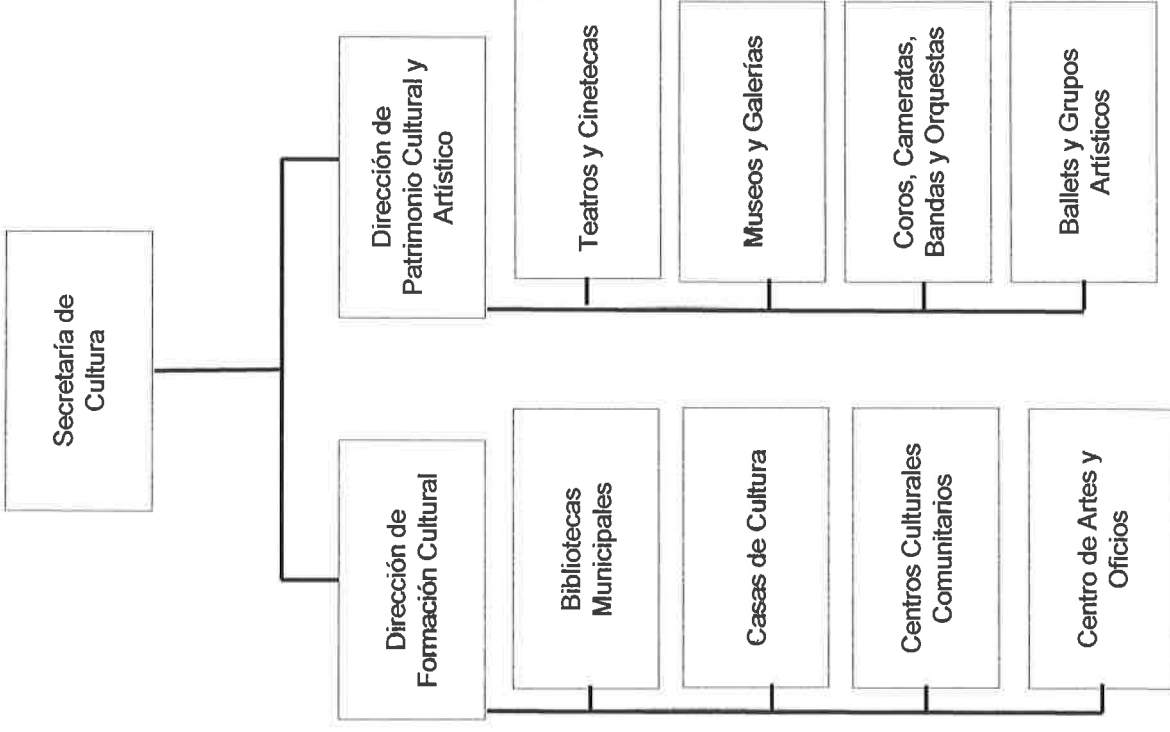 Secretaría de
Cultura
Dirección de
Formación Cultural
Bibliotecas
Municipales
Casas de Cultura
Centros Culturales
Comunitarios
Centro de Artes y
Oficios
Dirección de
Patrimonio Cultural y
Artístico
Teatros y Cinetecas
Museos y Galerías
Coros, Cameratas,
Bandas y Orquestas
Ballets y Grupos
Artísticos